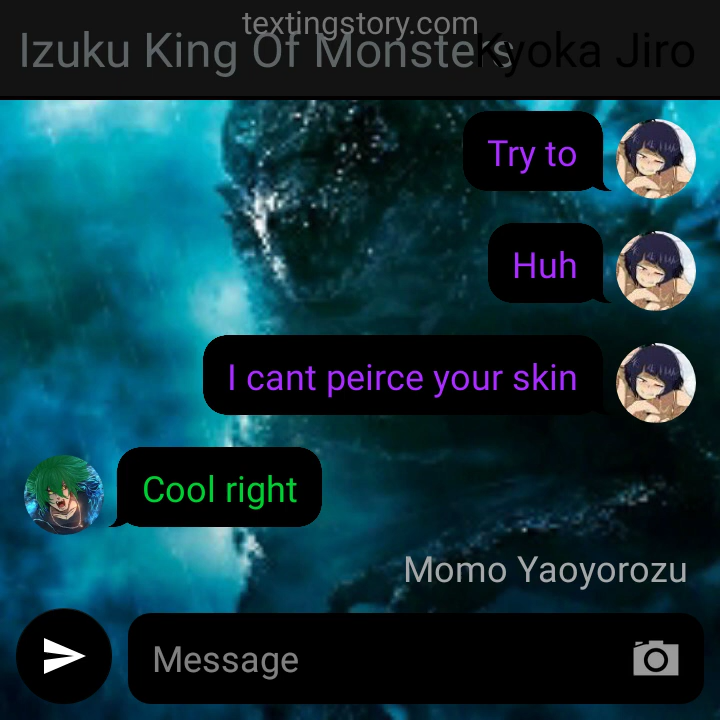 textingstory.com
Izuku King Of Monsters
Kyoka Jiro
Try to
Huh
I cant peirce your skin
Cool right
Momo Yaoyorozu
Message